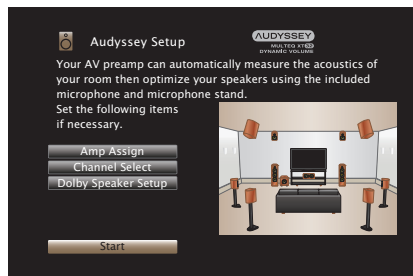 Audyssey Setup
AUDYSSEY
MULTEQ XT32
DYNAMIC VOLUME
Your AV preamp can automatically measure the acoustics of
your room then optimize your speakers using the included
microphone and microphone stand.
Set the following items
if necessary.
Amp Assign
Channel Select
Dolby Speaker Setup
Start